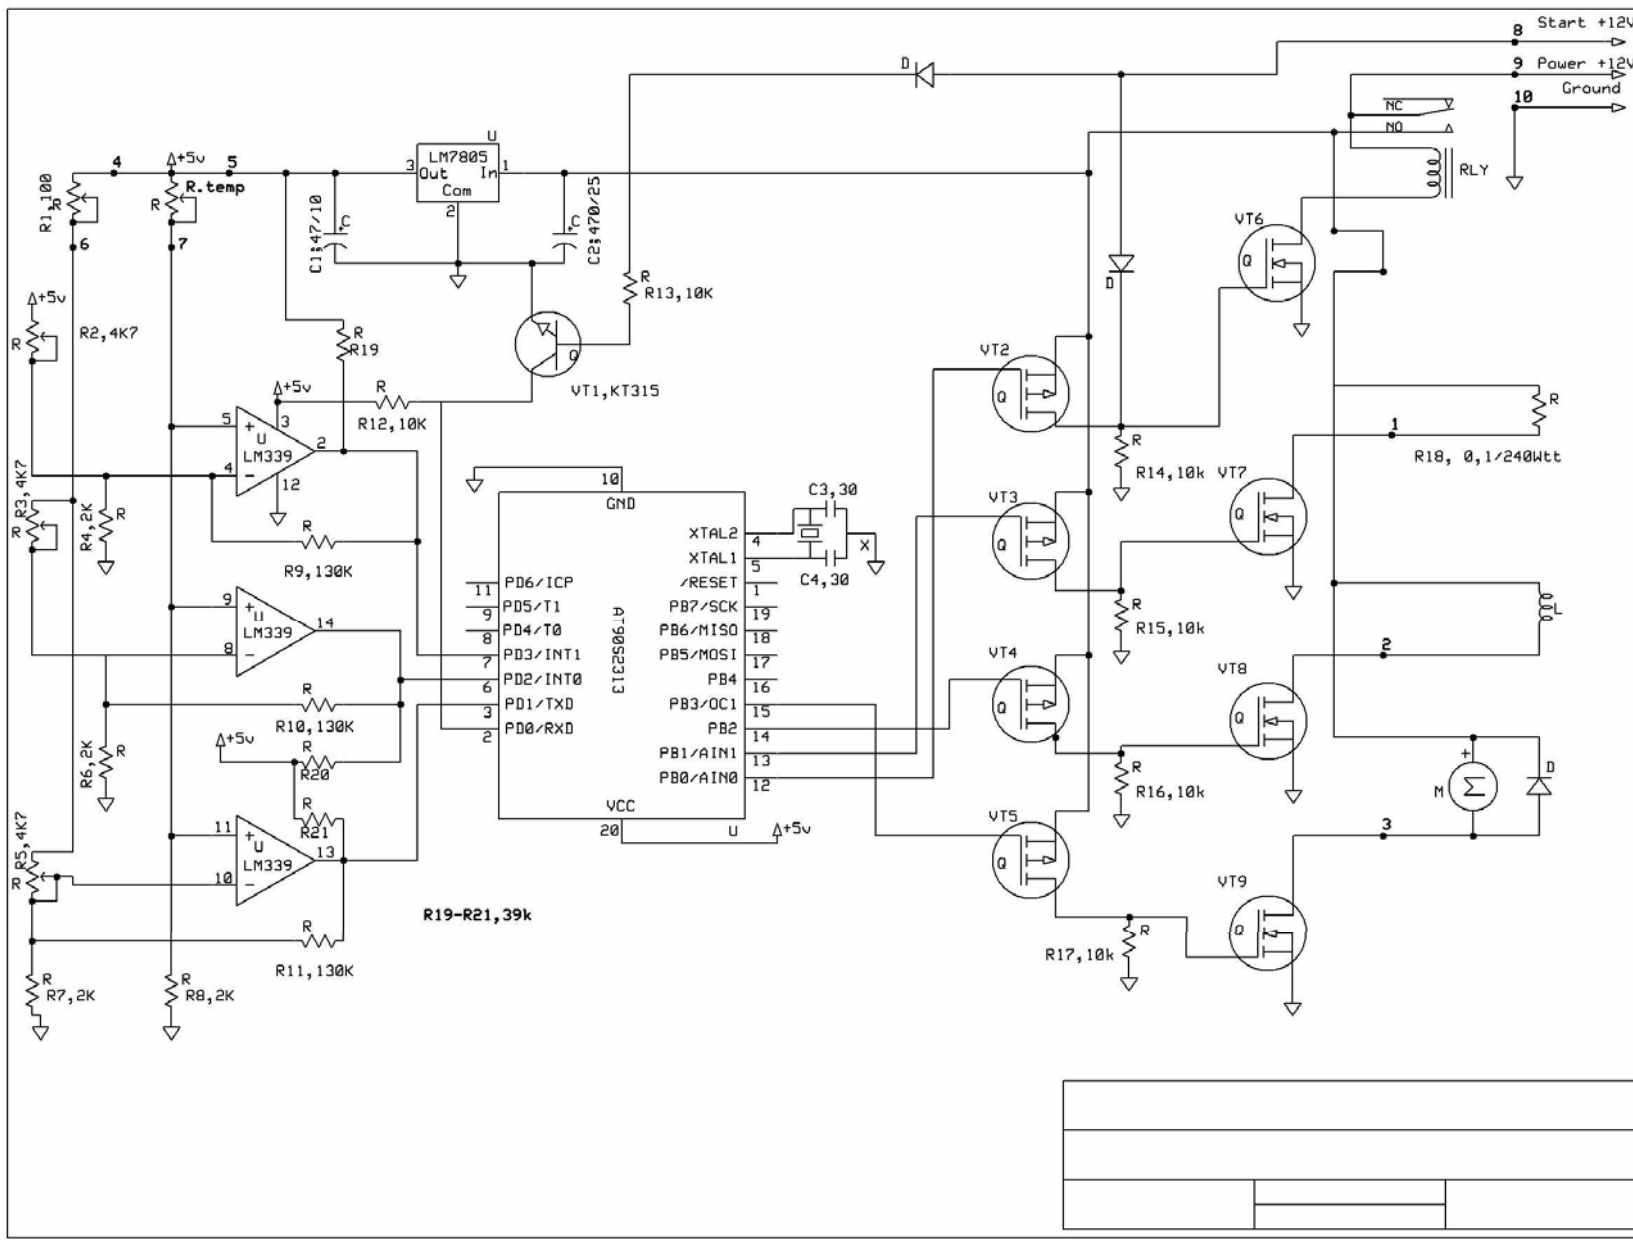 8 Start +12V
D 9 Power +12V
Ground
10
NC
NO
U
4 +5v 5 3 LM7805 1
Out In
Com
2
R.temp
R1,100
R R
C C
C1;47/10
C2;470/25
RLY
VT6
Q
6 7
D
R
R13,10K
+5v
R2,4K7
R
R
R19
VT2
Q
Q
VT1,KT315
+5v
R
R12,10K
5 + 3
U
LM339 2
4 - 12
1
R
R18, 0,1/240Wtt
R
R14,10k
VT7
Q
R3,4K7
R
R4,2K
R
R
R9,130K
10
GND
C3,30
XTAL2
4
X
XTAL1
5
C4,30
VT3
Q
PD6/ICP
11
/RESET
1
PD5/T1
9
PB7/SCK
19
PD4/T0
8
PB6/MISO
18
PD3/INT1
7
PB5/MOSI
17
PD2/INT0
6
PB4
16
PD1/TXD
3
PB3/OC1
15
PD0/RXD
2
PB2
14
PB1/AIN1
13
PB0/AIN0
12
AT90S2313
VCC
20
U
+5v
9 +
U 14
LM339
8 -
R
R15,10k
L
2
VT4
Q
VT8
Q
R
R10,130K
+5v
R
R20
R6,2K
R
R
R21
R
R16,10k
+
M
Σ
D
3
VT5
Q
R5,4K7
R
11 +
U
LM339 13
10 -
VT9
Q
R19-R21,39k
R
R11,130K
R
R17,10k
R
R7,2K
R
R8,2K